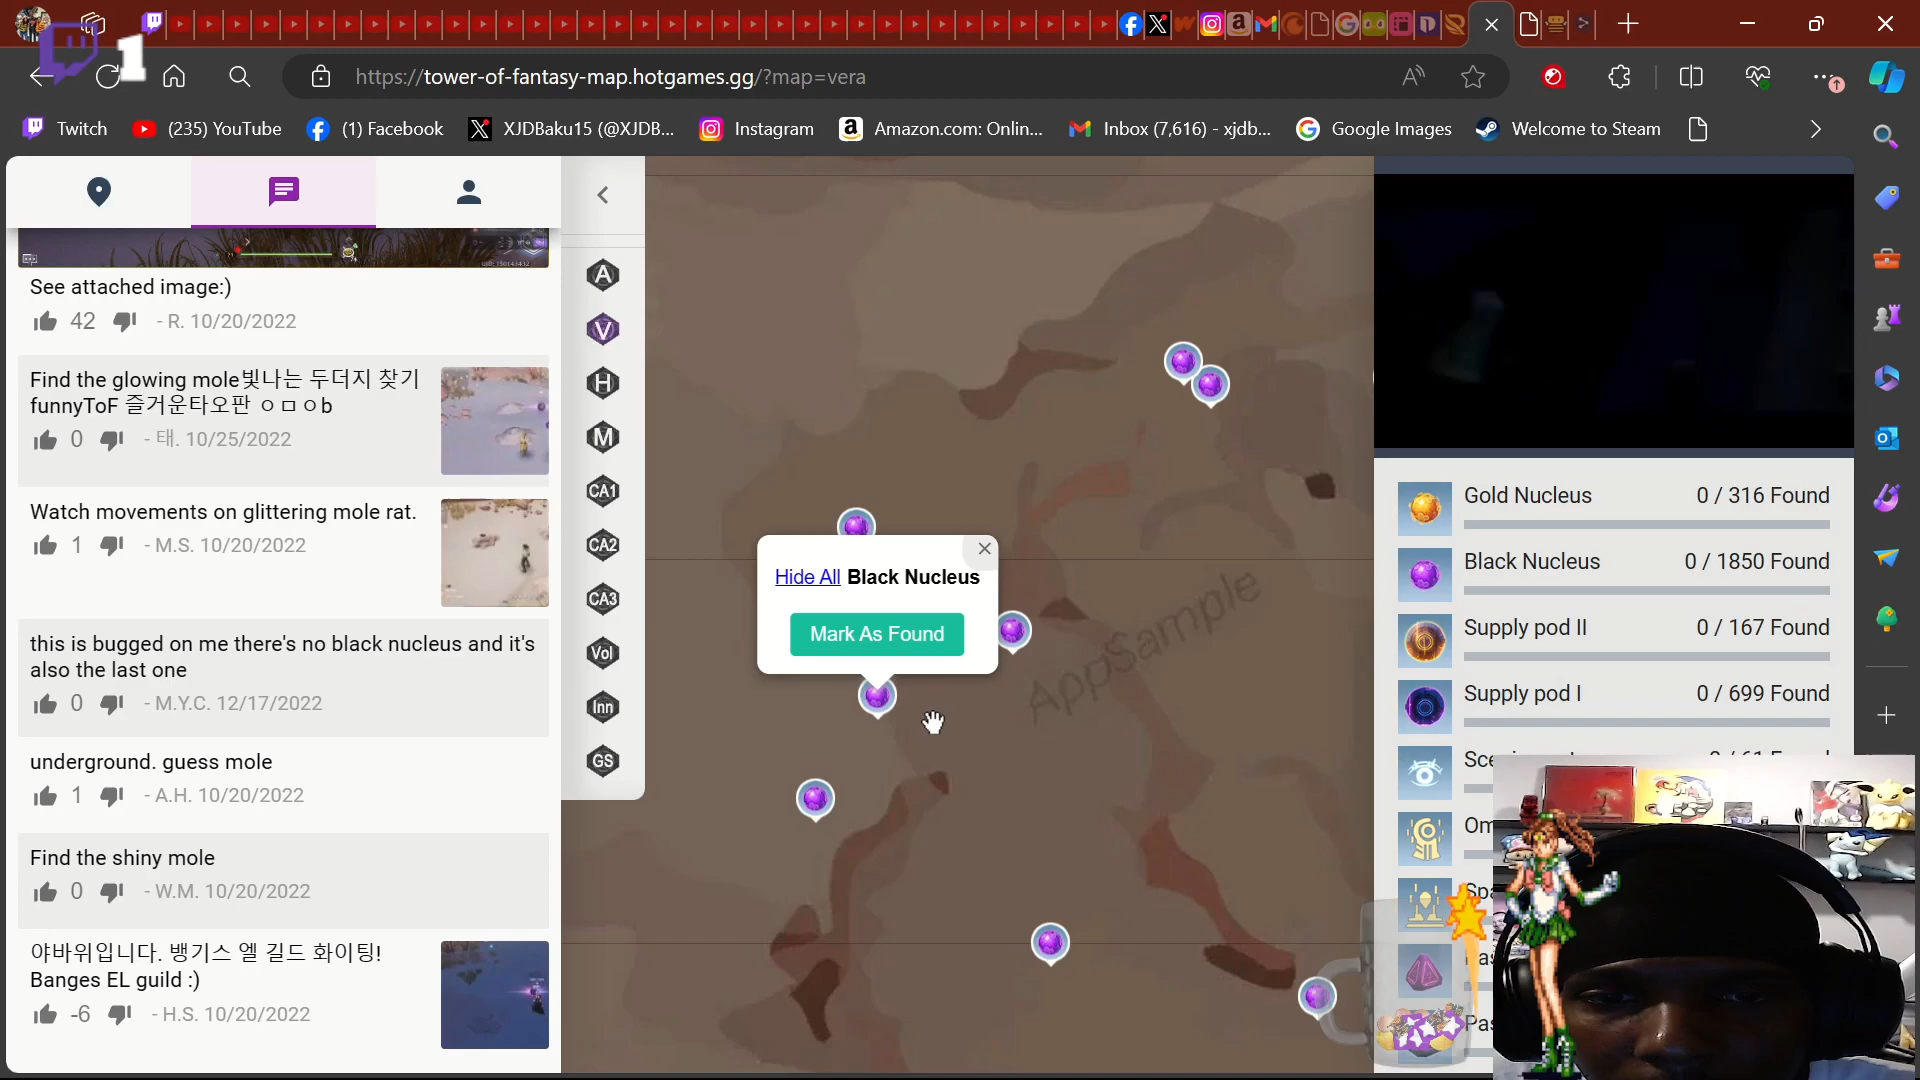 1
https://tower-of-fantasy-map.hotgames.gg/?map=vera
Twitch
(235) YouTube
(1) Facebook
XJDBaku15 (@XJDB...
Instagram
Amazon.com: Onlin...
Inbox (7,616) - xjdb...
Google Images
Welcome to Steam
See attached image:)
42 - R. 10/20/2022
Find the glowing mole빛나는 두더지 찾기
funnyToF 즐거운타오판 ㅇㅁㅇb
0 - 태. 10/25/2022
Watch movements on glittering mole rat.
1 - M.S. 10/20/2022
this is bugged on me there's no black nucleus and it's
also the last one
0 - M.Y.C. 12/17/2022
underground. guess mole
1 - A.H. 10/20/2022
Find the shiny mole
0 - W.M. 10/20/2022
야바위입니다. 뱅기스 엘 길드 화이팅!
Banges EL guild :)
-6 - H.S. 10/20/2022
A
V
H
M
CA1
CA2
CA3
Vol
Inn
GS
Hide All Black Nucleus
Mark As Found
AppSample
Gold Nucleus 0 / 316 Found
Black Nucleus 0 / 1850 Found
Supply pod II 0 / 167 Found
Supply pod I 0 / 699 Found